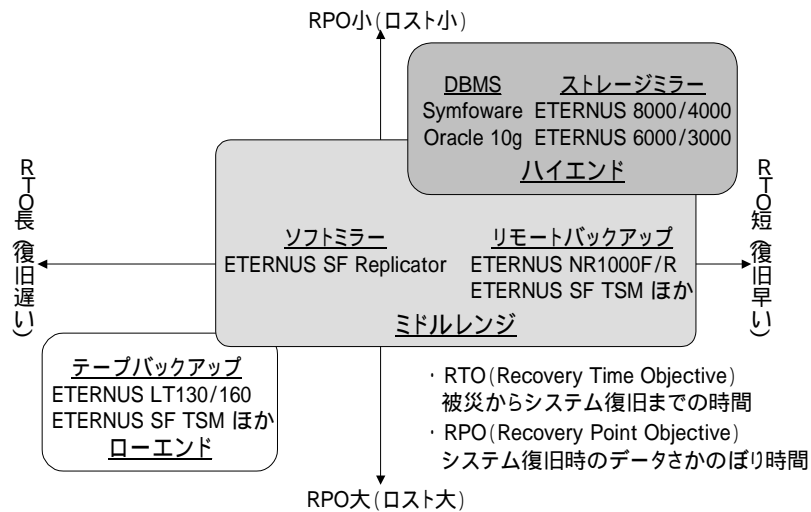 RPO小(ロスト小)
DBMS ストレージミラー
Symfoware ETERNUS 8000/4000
Oracle 10g ETERNUS 6000/3000
ハイエンド
RTO長(復旧遅い)
RTO短(復旧早い)
ソフトミラー リモートバックアップ
ETERNUS SF Replicator ETERNUS NR1000F/R
ETERNUS SF TSM ほか
ミドルレンジ
テープバックアップ
ETERNUS LT130/160
ETERNUS SF TSM ほか
ローエンド
・RTO(Recovery Time Objective)
被災からシステム復旧までの時間
・RPO(Recovery Point Objective)
システム復旧時のデータさかのぼり時間
RPO大(ロスト大)